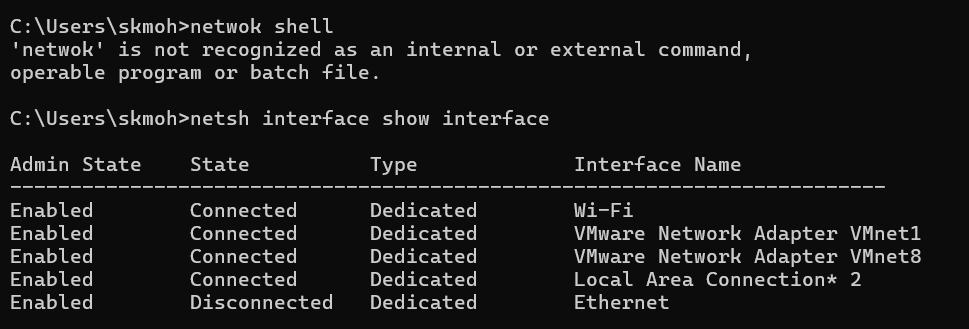 C:\Users\skmoh>netwok shell
'netwok' is not recognized as an internal or external command,
operable program or batch file.
C:\Users\skmoh>netsh interface show interface
Admin State    State          Type             Interface Name
-------------------------------------------------------------------------
Enabled        Connected      Dedicated        Wi-Fi
Enabled        Connected      Dedicated        VMware Network Adapter VMnet1
Enabled        Connected      Dedicated        VMware Network Adapter VMnet8
Enabled        Connected      Dedicated        Local Area Connection* 2
Enabled        Disconnected   Dedicated        Ethernet